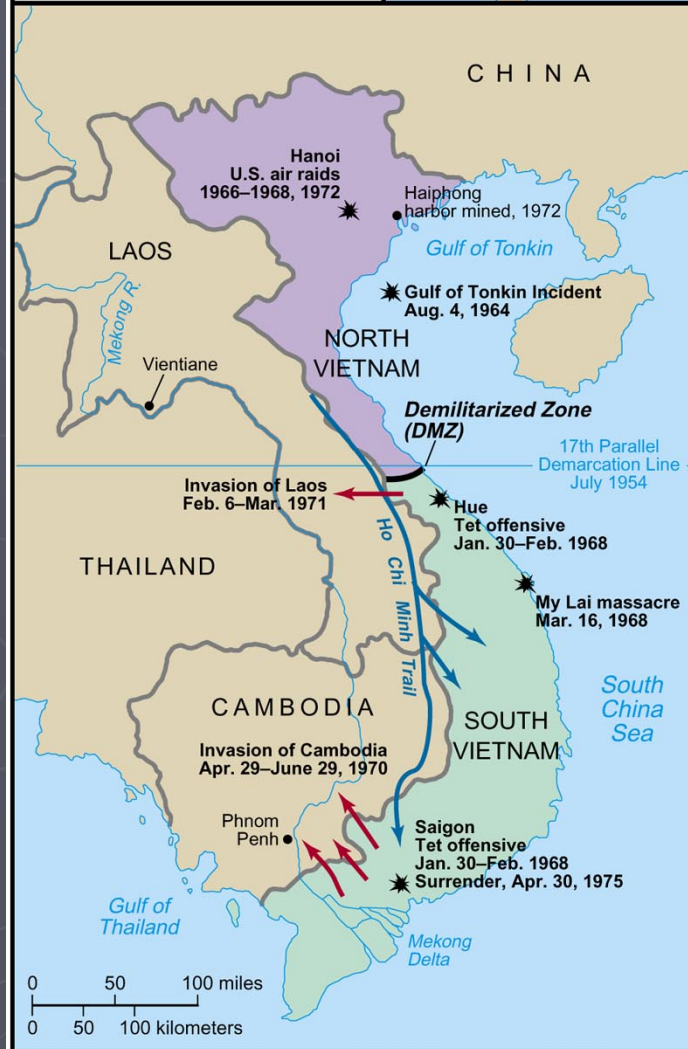 CHINA
Hanoi
U.S. air raids
1966–1968, 1972
Haiphong
harbor mined, 1972
LAOS
Gulf of Tonkin
Mekong R.
Gulf of Tonkin Incident
Aug. 4, 1964
NORTH
VIETNAM
Vientiane
Demilitarized Zone
(DMZ)
17th Parallel
Demarcation Line
July 1954
Invasion of Laos
Feb. 6–Mar. 1971
Hue
Tet offensive
Jan. 30–Feb. 1968
Ho Chi Minh Trail
THAILAND
My Lai massacre
Mar. 16, 1968
South
China
Sea
CAMBODIA
SOUTH
VIETNAM
Invasion of Cambodia
Apr. 29–June 29, 1970
Phnom
Penh
Saigon
Tet offensive
Jan. 30–Feb. 1968
Surrender, Apr. 30, 1975
Gulf of
Thailand
Mekong
Delta
0 50 100 miles
0 50 100 kilometers